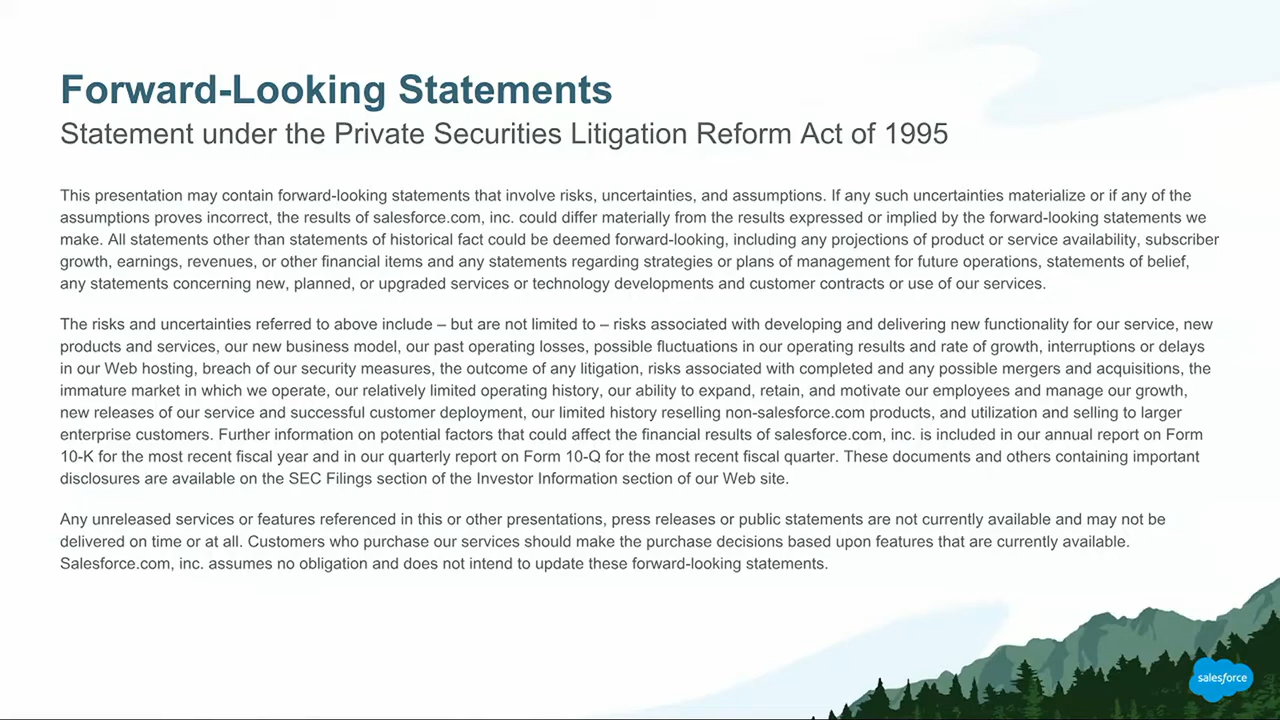 Forward-Looking Statements
Statement under the Private Securities Litigation Reform Act of 1995
This presentation may contain forward-looking statements that involve risks, uncertainties, and assumptions. If any such uncertainties materialize or if any of the
assumptions proves incorrect, the results of salesforce.com, inc. could differ materially from the results expressed or implied by the forward-looking statements we
make. All statements other than statements of historical fact could be deemed forward-looking, including any projections of product or service availability, subscriber
growth, earnings, revenues, or other financial items and any statements regarding strategies or plans of management for future operations, statements of belief,
any statements concerning new, planned, or upgraded services or technology developments and customer contracts or use of our services.
The risks and uncertainties referred to above include – but are not limited to – risks associated with developing and delivering new functionality for our service, new
products and services, our new business model, our past operating losses, possible fluctuations in our operating results and rate of growth, interruptions or delays
in our Web hosting, breach of our security measures, the outcome of any litigation, risks associated with completed and any possible mergers and acquisitions, the
immature market in which we operate, our relatively limited operating history, our ability to expand, retain, and motivate our employees and manage our growth,
new releases of our service and successful customer deployment, our limited history reselling non-salesforce.com products, and utilization and selling to larger
enterprise customers. Further information on potential factors that could affect the financial results of salesforce.com, inc. is included in our annual report on Form
10-K for the most recent fiscal year and in our quarterly report on Form 10-Q for the most recent fiscal quarter. These documents and others containing important
disclosures are available on the SEC Filings section of the Investor Information section of our Web site.
Any unreleased services or features referenced in this or other presentations, press releases or public statements are not currently available and may not be
delivered on time or at all. Customers who purchase our services should make the purchase decisions based upon features that are currently available.
Salesforce.com, inc. assumes no obligation and does not intend to update these forward-looking statements.
salesforce